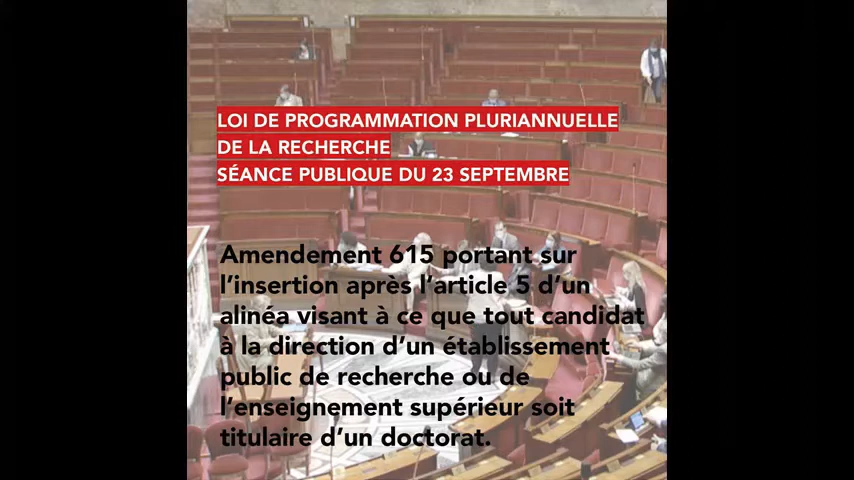 LOI DE PROGRAMMATION PLURIANNUELLE
DE LA RECHERCHE
SÉANCE PUBLIQUE DU 23 SEPTEMBRE
Amendement 615 portant sur
l’insertion après l’article 5 d’un
alinéa visant à ce que tout candidat
à la direction d’un établissement
public de recherche ou de
l’enseignement supérieur soit
titulaire d’un doctorat.